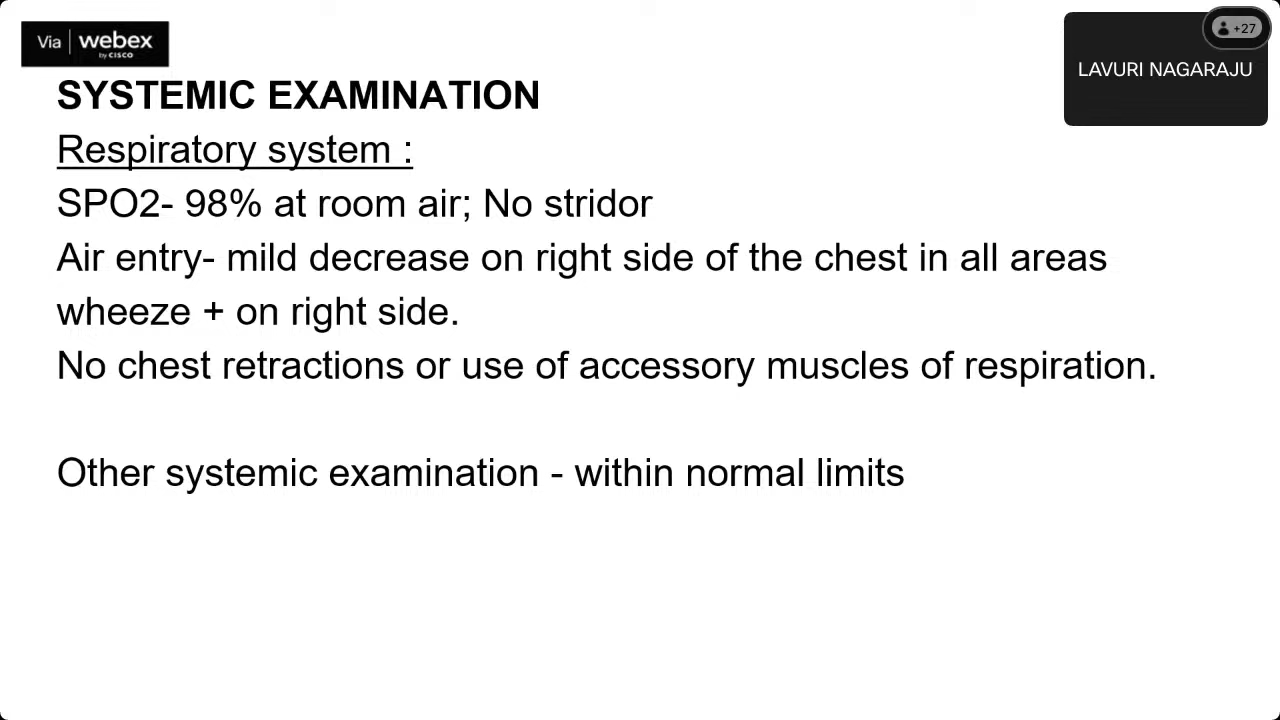 Via webex
by CISCO
+27
LAVURI NAGARAJU
SYSTEMIC EXAMINATION
Respiratory system :
SPO2- 98% at room air; No stridor
Air entry- mild decrease on right side of the chest in all areas
wheeze + on right side.
No chest retractions or use of accessory muscles of respiration.
Other systemic examination - within normal limits